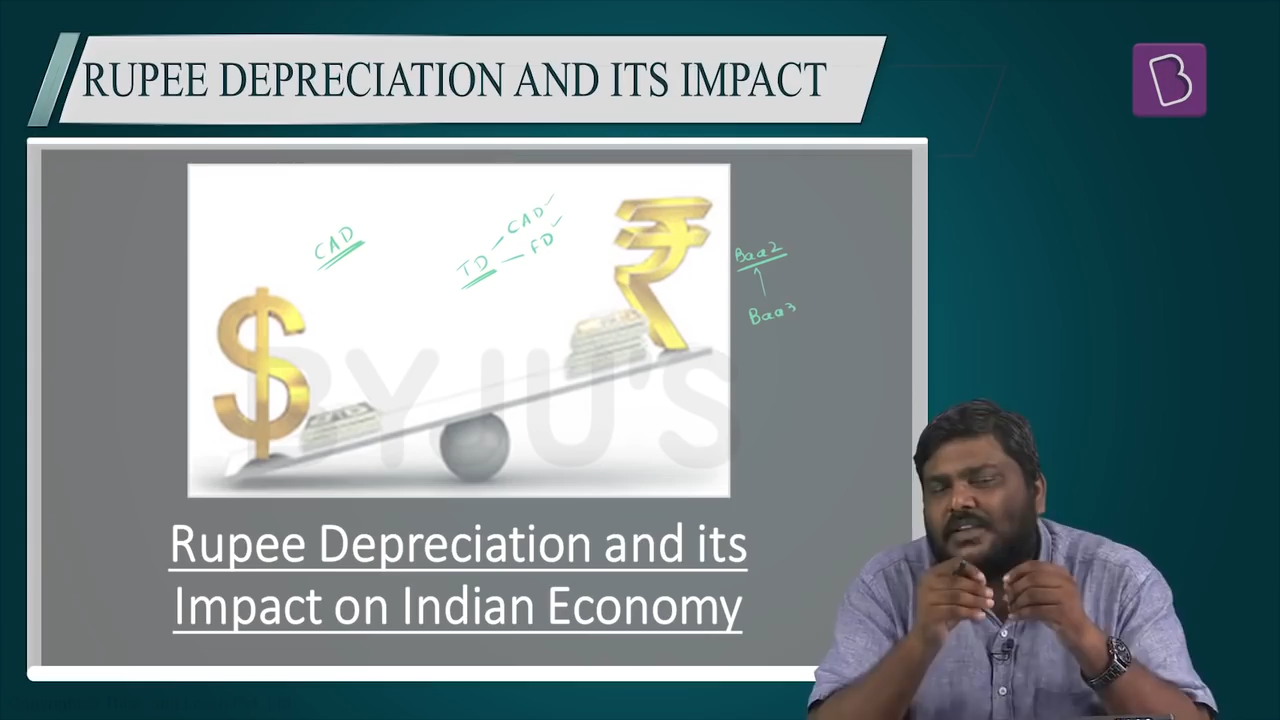 RUPEE DEPRECIATION AND ITS IMPACT
B
CAD
TD
CAD
FD
Baa2
Baa3
$
₹
BYJU'S
Rupee Depreciation and its
Impact on Indian Economy